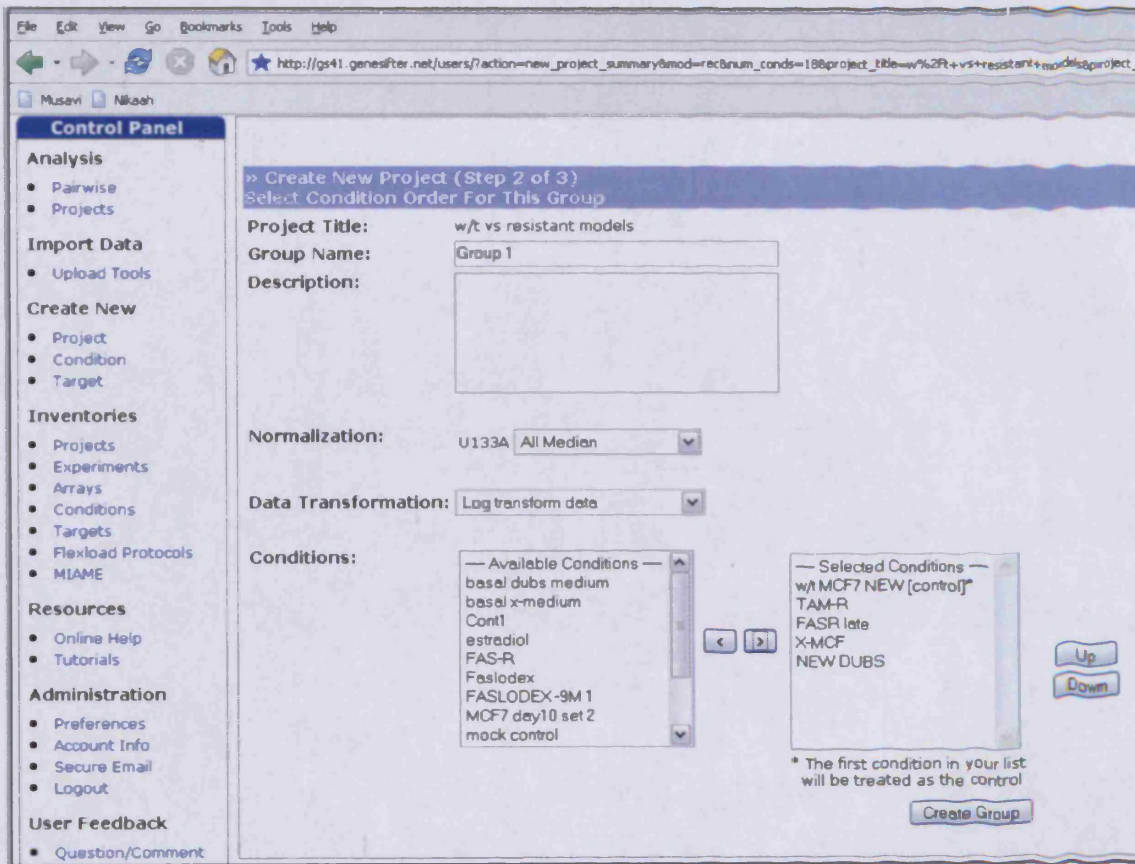 File Edit View Go Bookmarks Tools Help
http://gs41.genesifter.net/users/?action=new_project_summary&mod=rec&num_conds=18&project_title=w%2Ft+vs+resistant+models&project_
Musavi Nikaah
Control Panel
Analysis
• Pairwise
• Projects
Import Data
• Upload Tools
Create New
• Project
• Condition
• Target
Inventories
• Projects
• Experiments
• Arrays
• Conditions
• Targets
• Flexload Protocols
• MIAME
Resources
• Online Help
• Tutorials
Administration
• Preferences
• Account Info
• Secure Email
• Logout
User Feedback
• Question/Comment
» Create New Project (Step 2 of 3)
Select Condition Order For This Group
Project Title: w/t vs resistant models
Group Name: Group 1
Description:
Normalization: U133A All Median
Data Transformation: Log transform data
Conditions:
— Available Conditions —
basal dubs medium
basal x-medium
Cont1
estradiol
FAS-R
Faslodex
FASLODEX -9M 1
MCF7 day10 set 2
mock control
< >
— Selected Conditions —
w/t MCF7 NEW [control]*
TAM-R
FASR late
X-MCF
NEW DUBS
Up
Down
* The first condition in your list
will be treated as the control
Create Group